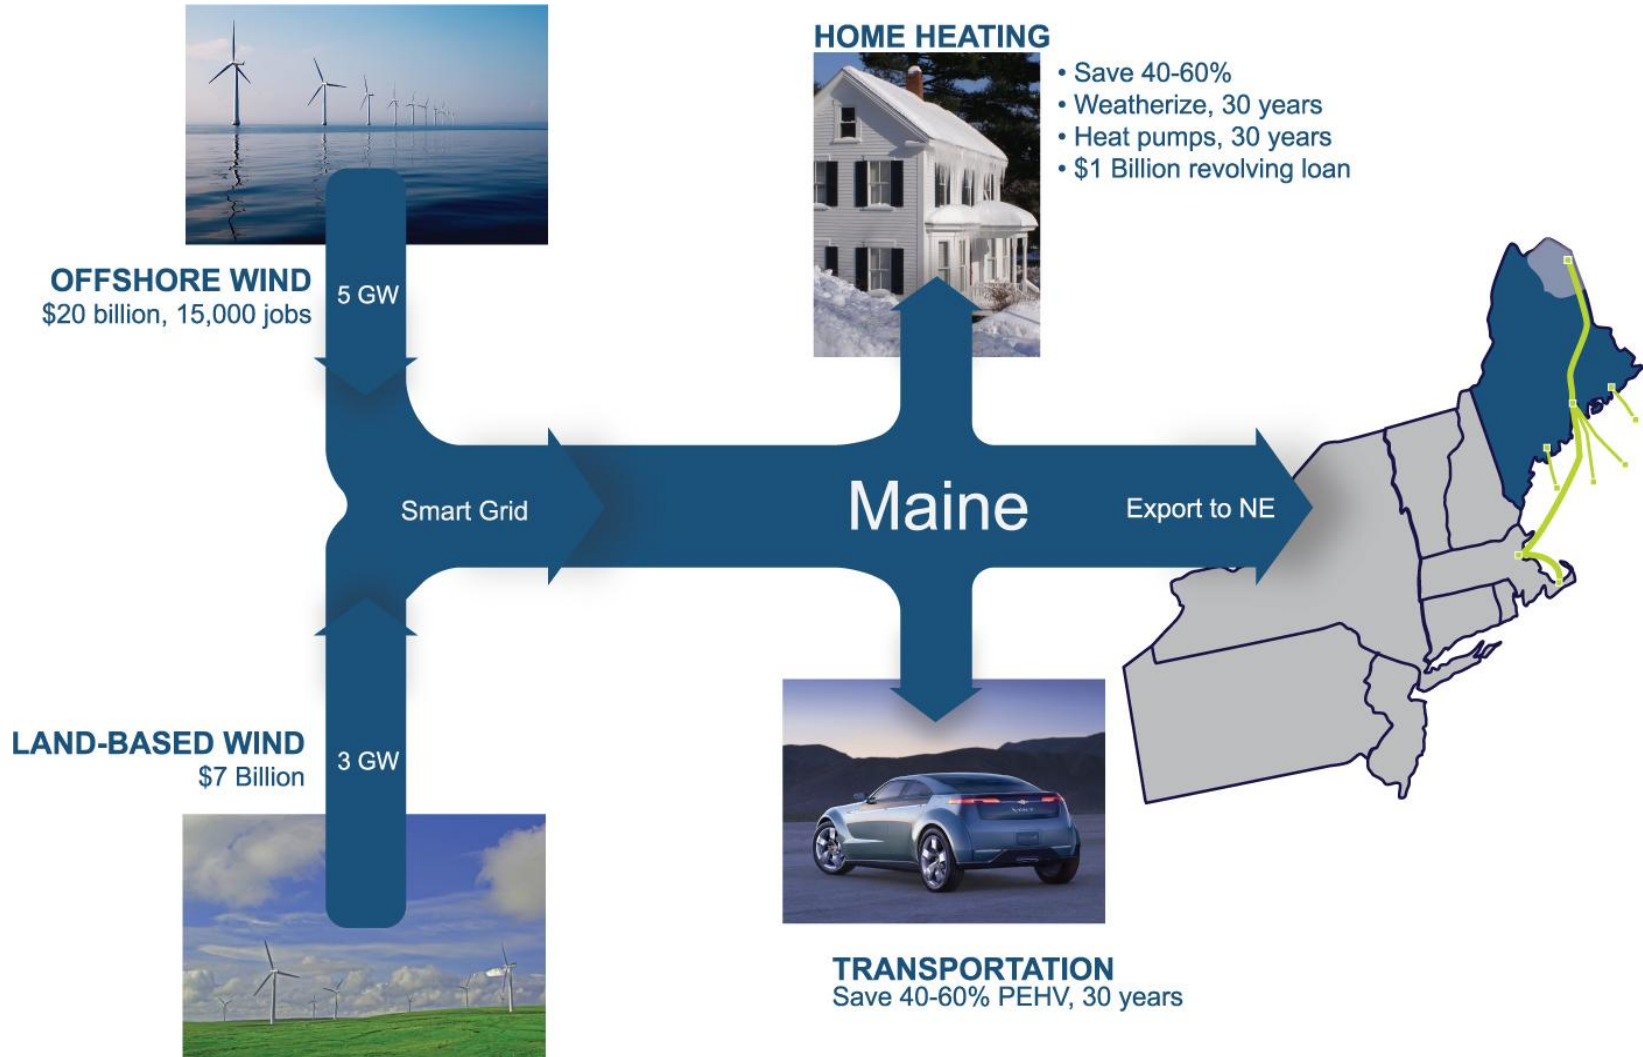 HOME HEATING
• Save 40-60%
• Weatherize, 30 years
• Heat pumps, 30 years
• $1 Billion revolving loan
OFFSHORE WIND
$20 billion, 15,000 jobs
5 GW
Smart Grid
Maine
Export to NE
LAND-BASED WIND
$7 Billion
3 GW
TRANSPORTATION
Save 40-60% PEHV, 30 years